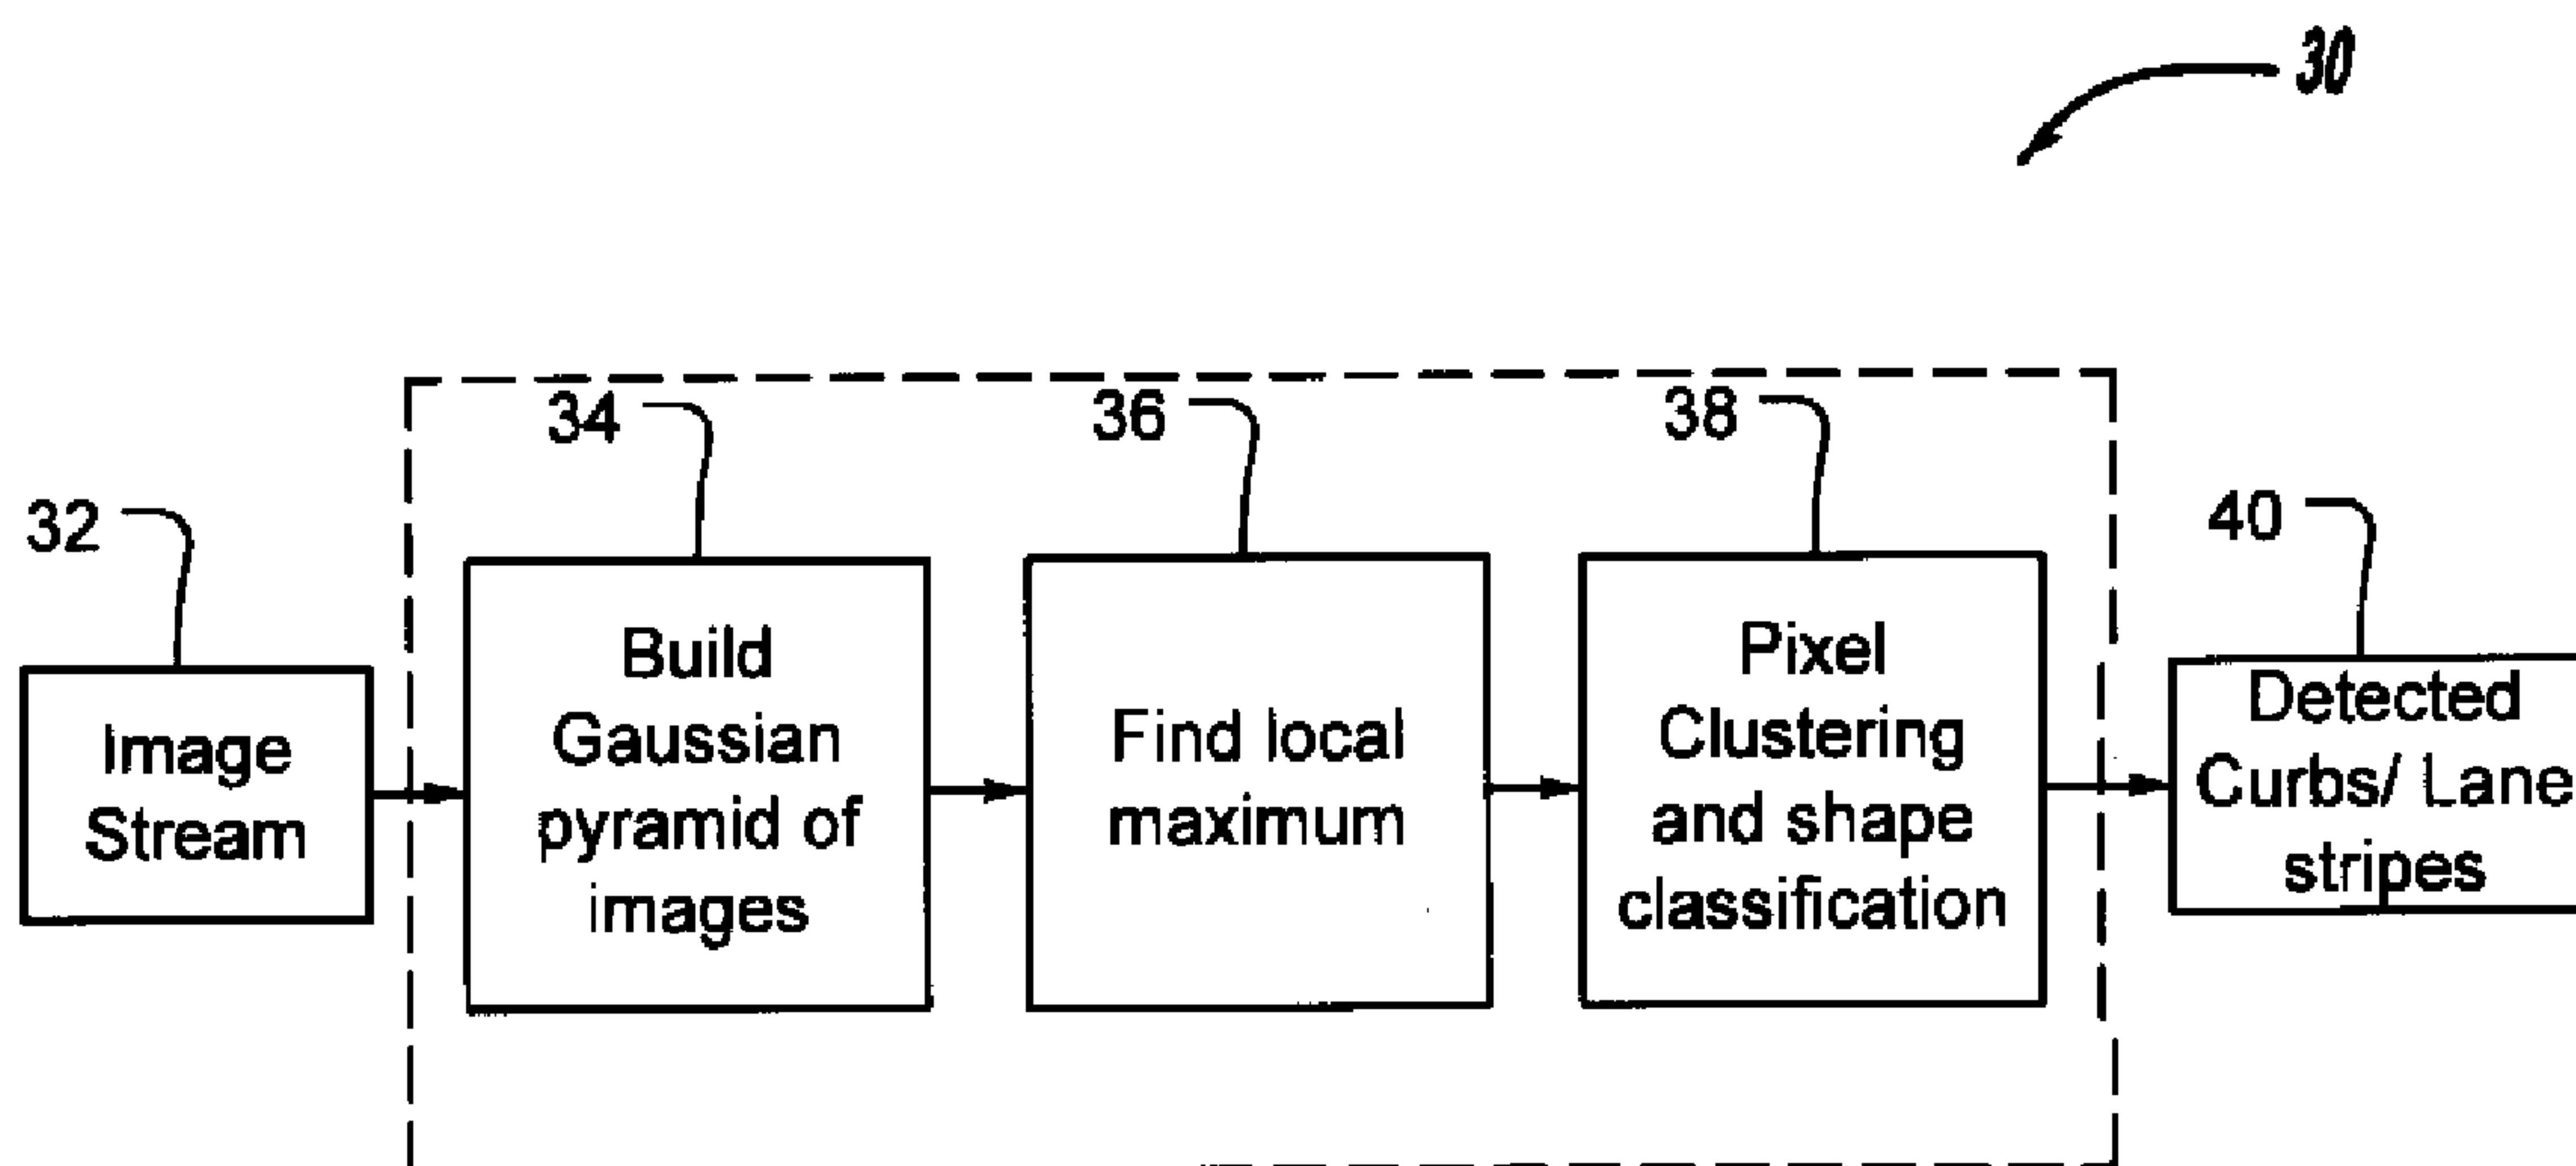 30
34
36
38
32
40
Image
Stream
Build
Gaussian
pyramid of
images
Find local
maximum
Pixel
Clustering
and shape
classification
Detected
Curbs/ Lane
stripes